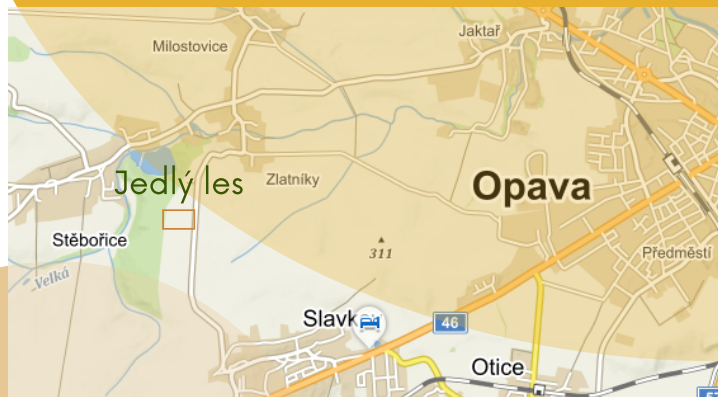 Jaktař
Milostovice
Jedlý les
Zlatníky
Opava
Stěbořice
311
Předměstí
Velká
Slavk
46
Otice